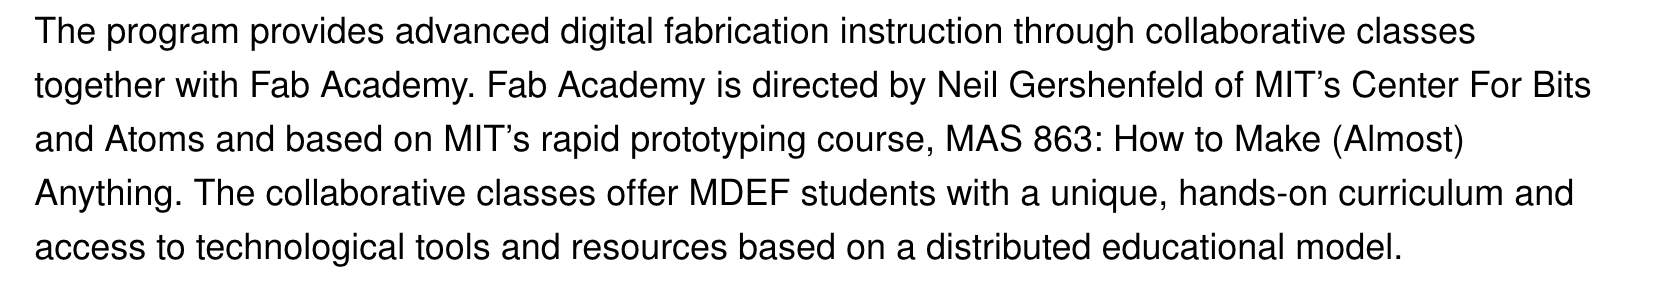 The program provides advanced digital fabrication instruction through collaborative classes
together with Fab Academy. Fab Academy is directed by Neil Gershenfeld of MIT’s Center For Bits
and Atoms and based on MIT’s rapid prototyping course, MAS 863: How to Make (Almost)
Anything. The collaborative classes offer MDEF students with a unique, hands-on curriculum and
access to technological tools and resources based on a distributed educational model.